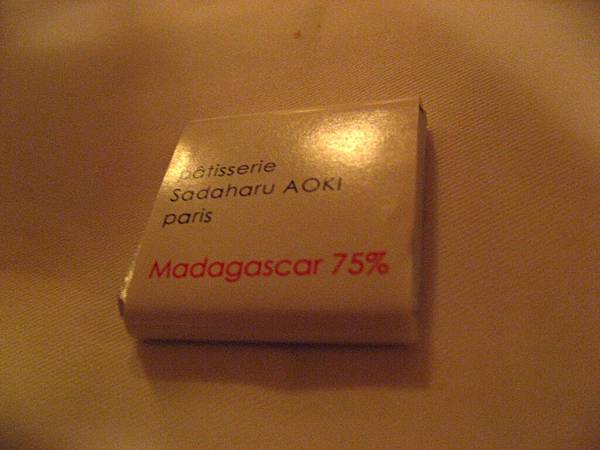 pâtisserie
Sadaharu AOKI
paris
Madagascar 75%